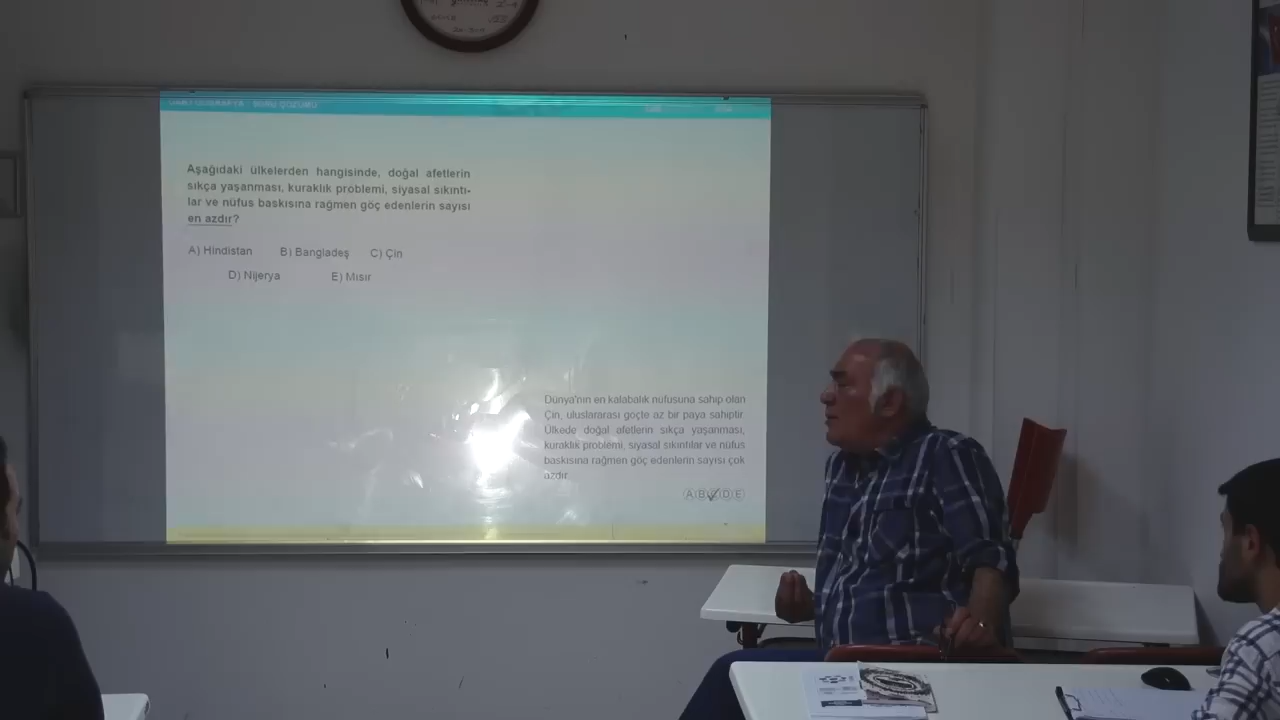 Aşağıdaki ülkelerden hangisinde, doğal afetlerin
sıkça yaşanması, kuraklık problemi, siyasal sıkıntı-
lar ve nüfus baskısına rağmen göç edenlerin sayısı
en azdır?
A) Hindistan B) Bangladeş C) Çin
D) Nijerya E) Mısır
Dünya'nın en kalabalık nüfusuna sahip olan
Çin, uluslararası göçte az bir paya sahiptir.
Ülkede doğal afetlerin sıkça yaşanması,
kuraklık problemi, siyasal sıkıntılar ve nüfus
baskısına rağmen göç edenlerin sayısı çok
azdır.
A B C D E